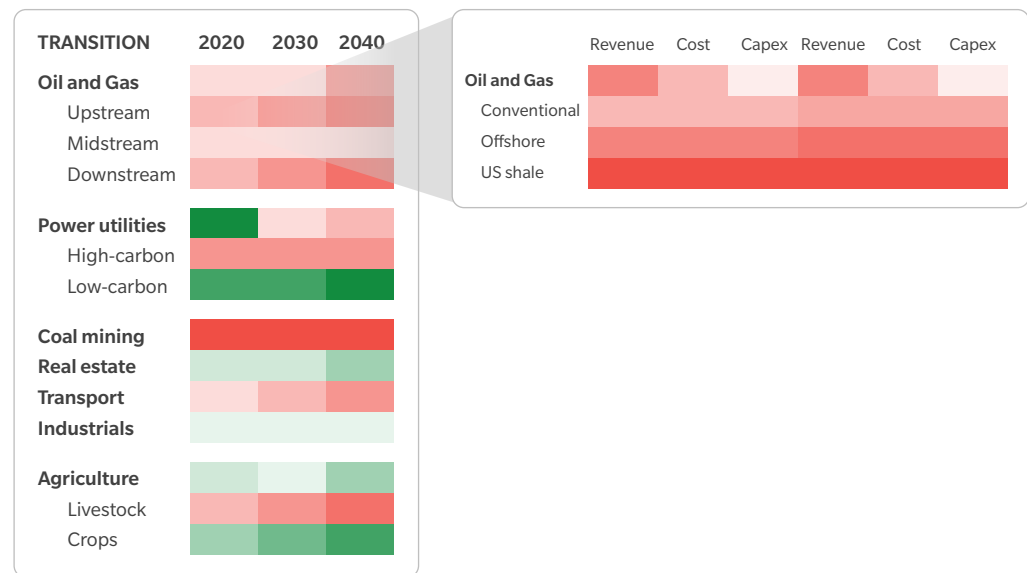 TRANSITION 2020 2030 2040
Oil and Gas
Upstream
Midstream
Downstream
Power utilities
High-carbon
Low-carbon
Coal mining
Real estate
Transport
Industrials
Agriculture
Livestock
Crops
Revenue Cost Capex Revenue Cost Capex
Oil and Gas
Conventional
Offshore
US shale